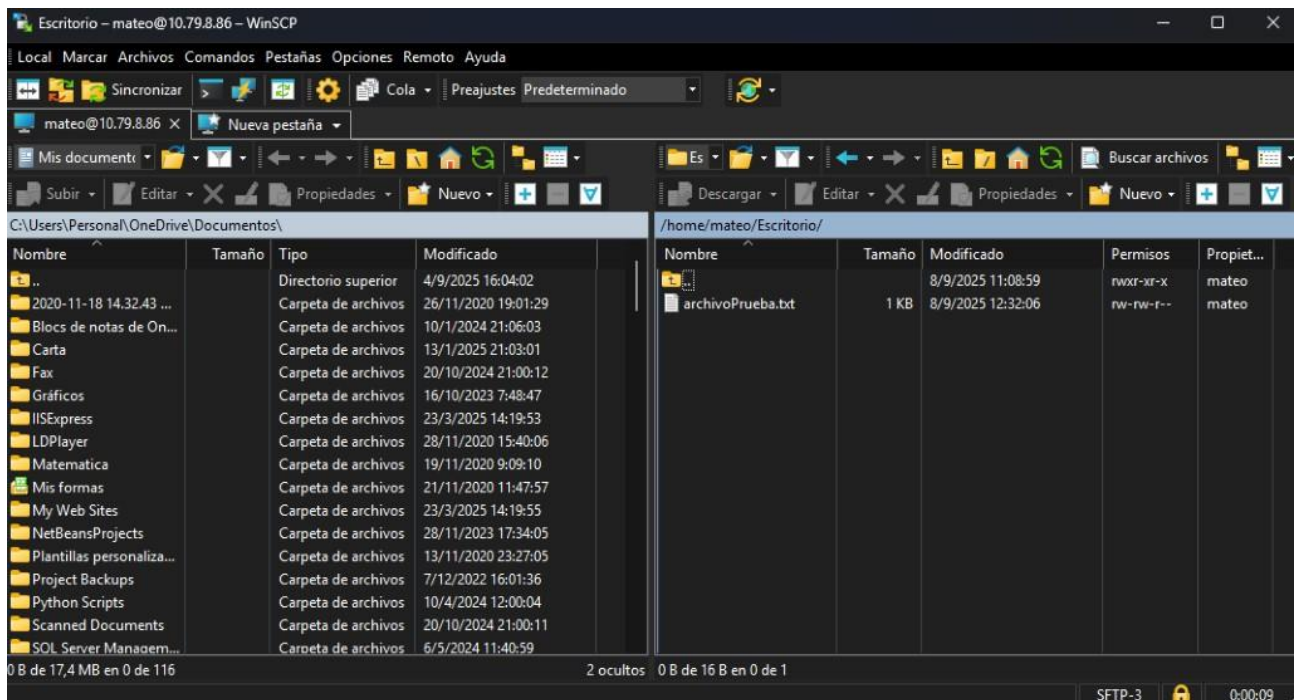 Escritorio – mateo@10.79.8.86 – WinSCP
Local Marcar Archivos Comandos Pestañas Opciones Remoto Ayuda
Sincronizar Cola Preajustes Predeterminado
mateo@10.79.8.86 Nueva pestaña
Mis documento Es Buscar archivos
Subir Editar Propiedades Nuevo Descargar Editar Propiedades Nuevo
C:\Users\Personal\OneDrive\Documentos\ /home/mateo/Escritorio/
Nombre Tamaño Tipo Modificado Nombre Tamaño Modificado Permisos Propiet...
.. Directorio superior 4/9/2025 16:04:02 .. 8/9/2025 11:08:59 rwxr-xr-x mateo
2020-11-18 14.32.43 ... Carpeta de archivos 26/11/2020 19:01:29 archivoPrueba.txt 1 KB 8/9/2025 12:32:06 rw-rw-r-- mateo
Blocs de notas de On... Carpeta de archivos 10/1/2024 21:06:03
Carta Carpeta de archivos 13/1/2025 21:03:01
Fax Carpeta de archivos 20/10/2024 21:00:12
Gráficos Carpeta de archivos 16/10/2023 7:48:47
IISExpress Carpeta de archivos 23/3/2025 14:19:53
LDPlayer Carpeta de archivos 28/11/2020 15:40:06
Matematica Carpeta de archivos 19/11/2020 9:09:10
Mis formas Carpeta de archivos 21/11/2020 11:47:57
My Web Sites Carpeta de archivos 23/3/2025 14:19:55
NetBeansProjects Carpeta de archivos 28/11/2023 17:34:05
Plantillas personaliza... Carpeta de archivos 13/11/2020 23:27:05
Project Backups Carpeta de archivos 7/12/2022 16:01:36
Python Scripts Carpeta de archivos 10/4/2024 12:00:04
Scanned Documents Carpeta de archivos 20/10/2024 21:00:11
SQL Server Managem... Carpeta de archivos 6/5/2024 11:40:59
0 B de 17,4 MB en 0 de 116 2 ocultos 0 B de 16 B en 0 de 1
SFTP-3 0:00:09